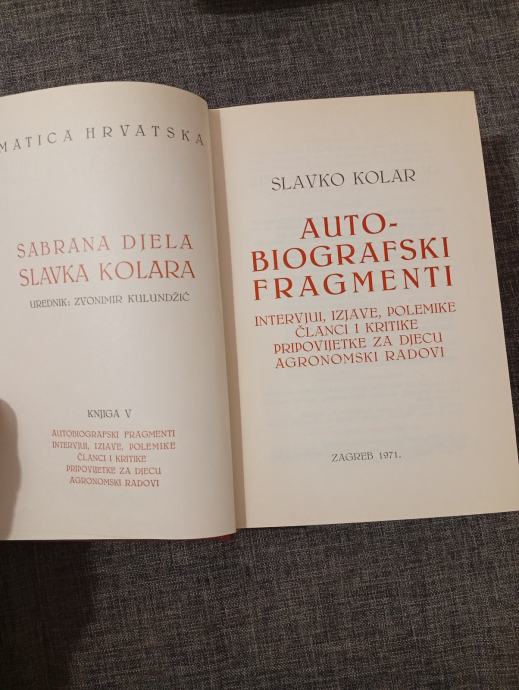 MATICA HRVATSKA
SABRANA DJELA
SLAVKA KOLARA
UREDNIK: ZVONIMIR KULUNDŽIĆ
KNJIGA V
AUTOBIOGRAFSKI FRAGMENTI
INTERVJUI, IZJAVE, POLEMIKE
ČLANCI I KRITIKE
PRIPOVIJETKE ZA DJECU
AGRONOMSKI RADOVI
SLAVKO KOLAR
AUTO-
BIOGRAFSKI
FRAGMENTI
INTERVJUI, IZJAVE, POLEMIKE
ČLANCI I KRITIKE
PRIPOVIJETKE ZA DJECU
AGRONOMSKI RADOVI
ZAGREB 1971.